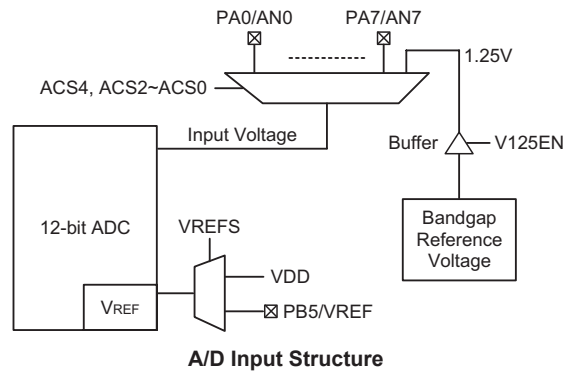 PA0/AN0 PA7/AN7
1.25V
ACS4, ACS2~ACS0
Input Voltage
Buffer
V125EN
12-bit ADC
VREFS
Bandgap
Reference
Voltage
VDD
VREF
PB5/VREF
A/D Input Structure